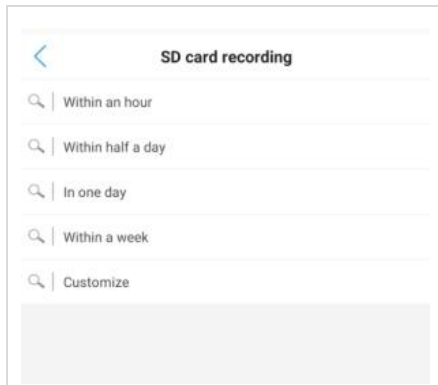 SD card recording
Within an hour
Within half a day
In one day
Within a week
Customize